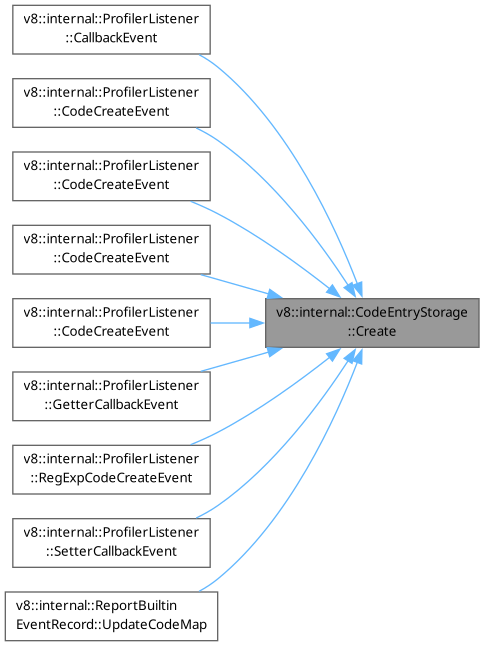 v8::internal::ProfilerListener
::CallbackEvent
v8::internal::ProfilerListener
::CodeCreateEvent
v8::internal::ProfilerListener
::CodeCreateEvent
v8::internal::ProfilerListener
::CodeCreateEvent
v8::internal::CodeEntryStorage
::Create
v8::internal::ProfilerListener
::CodeCreateEvent
v8::internal::ProfilerListener
::GetterCallbackEvent
v8::internal::ProfilerListener
::RegExpCodeCreateEvent
v8::internal::ProfilerListener
::SetterCallbackEvent
v8::internal::ReportBuiltin
EventRecord::UpdateCodeMap